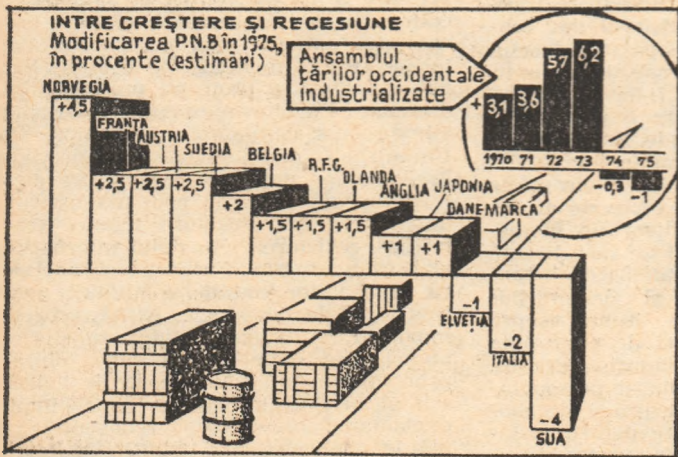 INTRE CREȘTERE ȘI RECESIUNE
Modificarea P.N.B în 1975,
în procente (estimări)
Ansamblul
țărilor occidentale
industrializate
+ 3,1 3,6 5,7 6,2
1970 71 72 73 74 75
-0,3 -1
NORVEGIA
+4,5
FRANȚA
AUSTRIA
SUEDIA
+2,5 +2,5 +2,5
BELGIA
+2
R.F.G.
OLANDA
ANGLIA
+1,5 +1,5 +1,5
JAPONIA
DANEMARCA
+1 +1
-1
ELVEȚIA
-2
ITALIA
-4
SUA